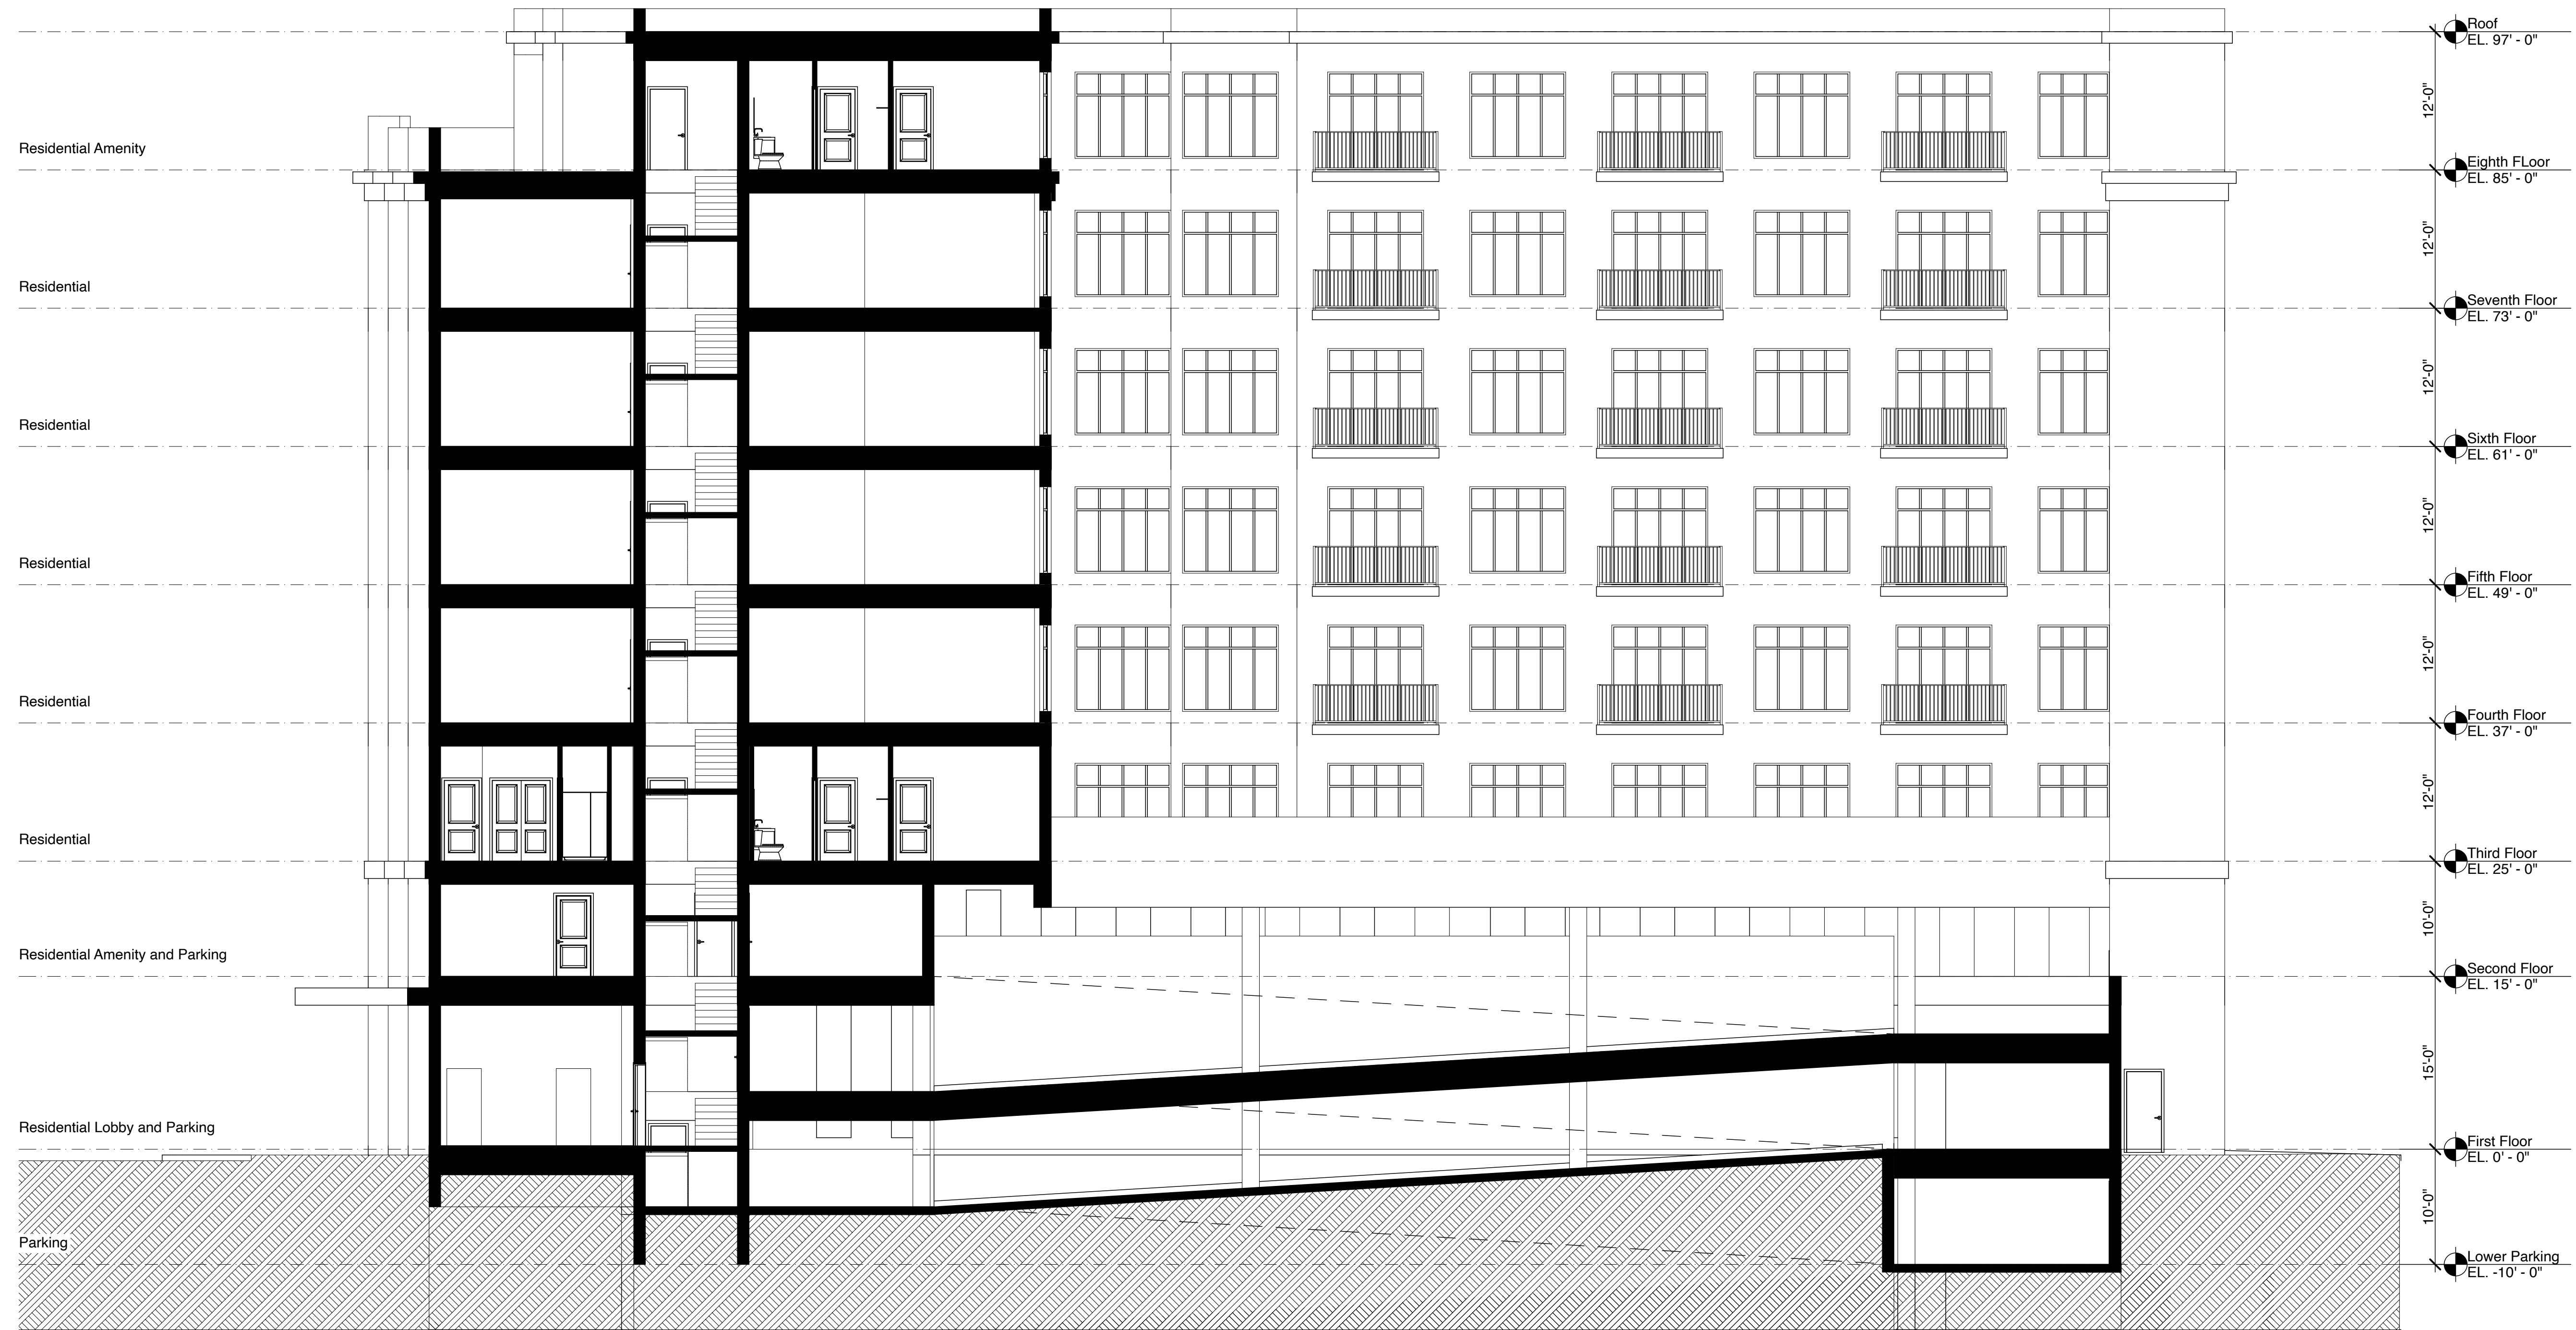 Roof
EL. 97' - 0"
12'-0"
Residential Amenity
Eighth FLoor
EL. 85' - 0"
12'-0"
Residential
Seventh Floor
EL. 73' - 0"
12'-0"
Residential
Sixth Floor
EL. 61' - 0"
12'-0"
Residential
Fifth Floor
EL. 49' - 0"
12'-0"
Residential
Fourth Floor
EL. 37' - 0"
12'-0"
Residential
Third Floor
EL. 25' - 0"
10'-0"
Residential Amenity and Parking
Second Floor
EL. 15' - 0"
15'-0"
Residential Lobby and Parking
First Floor
EL. 0' - 0"
10'-0"
Parking
Lower Parking
EL. -10' - 0"